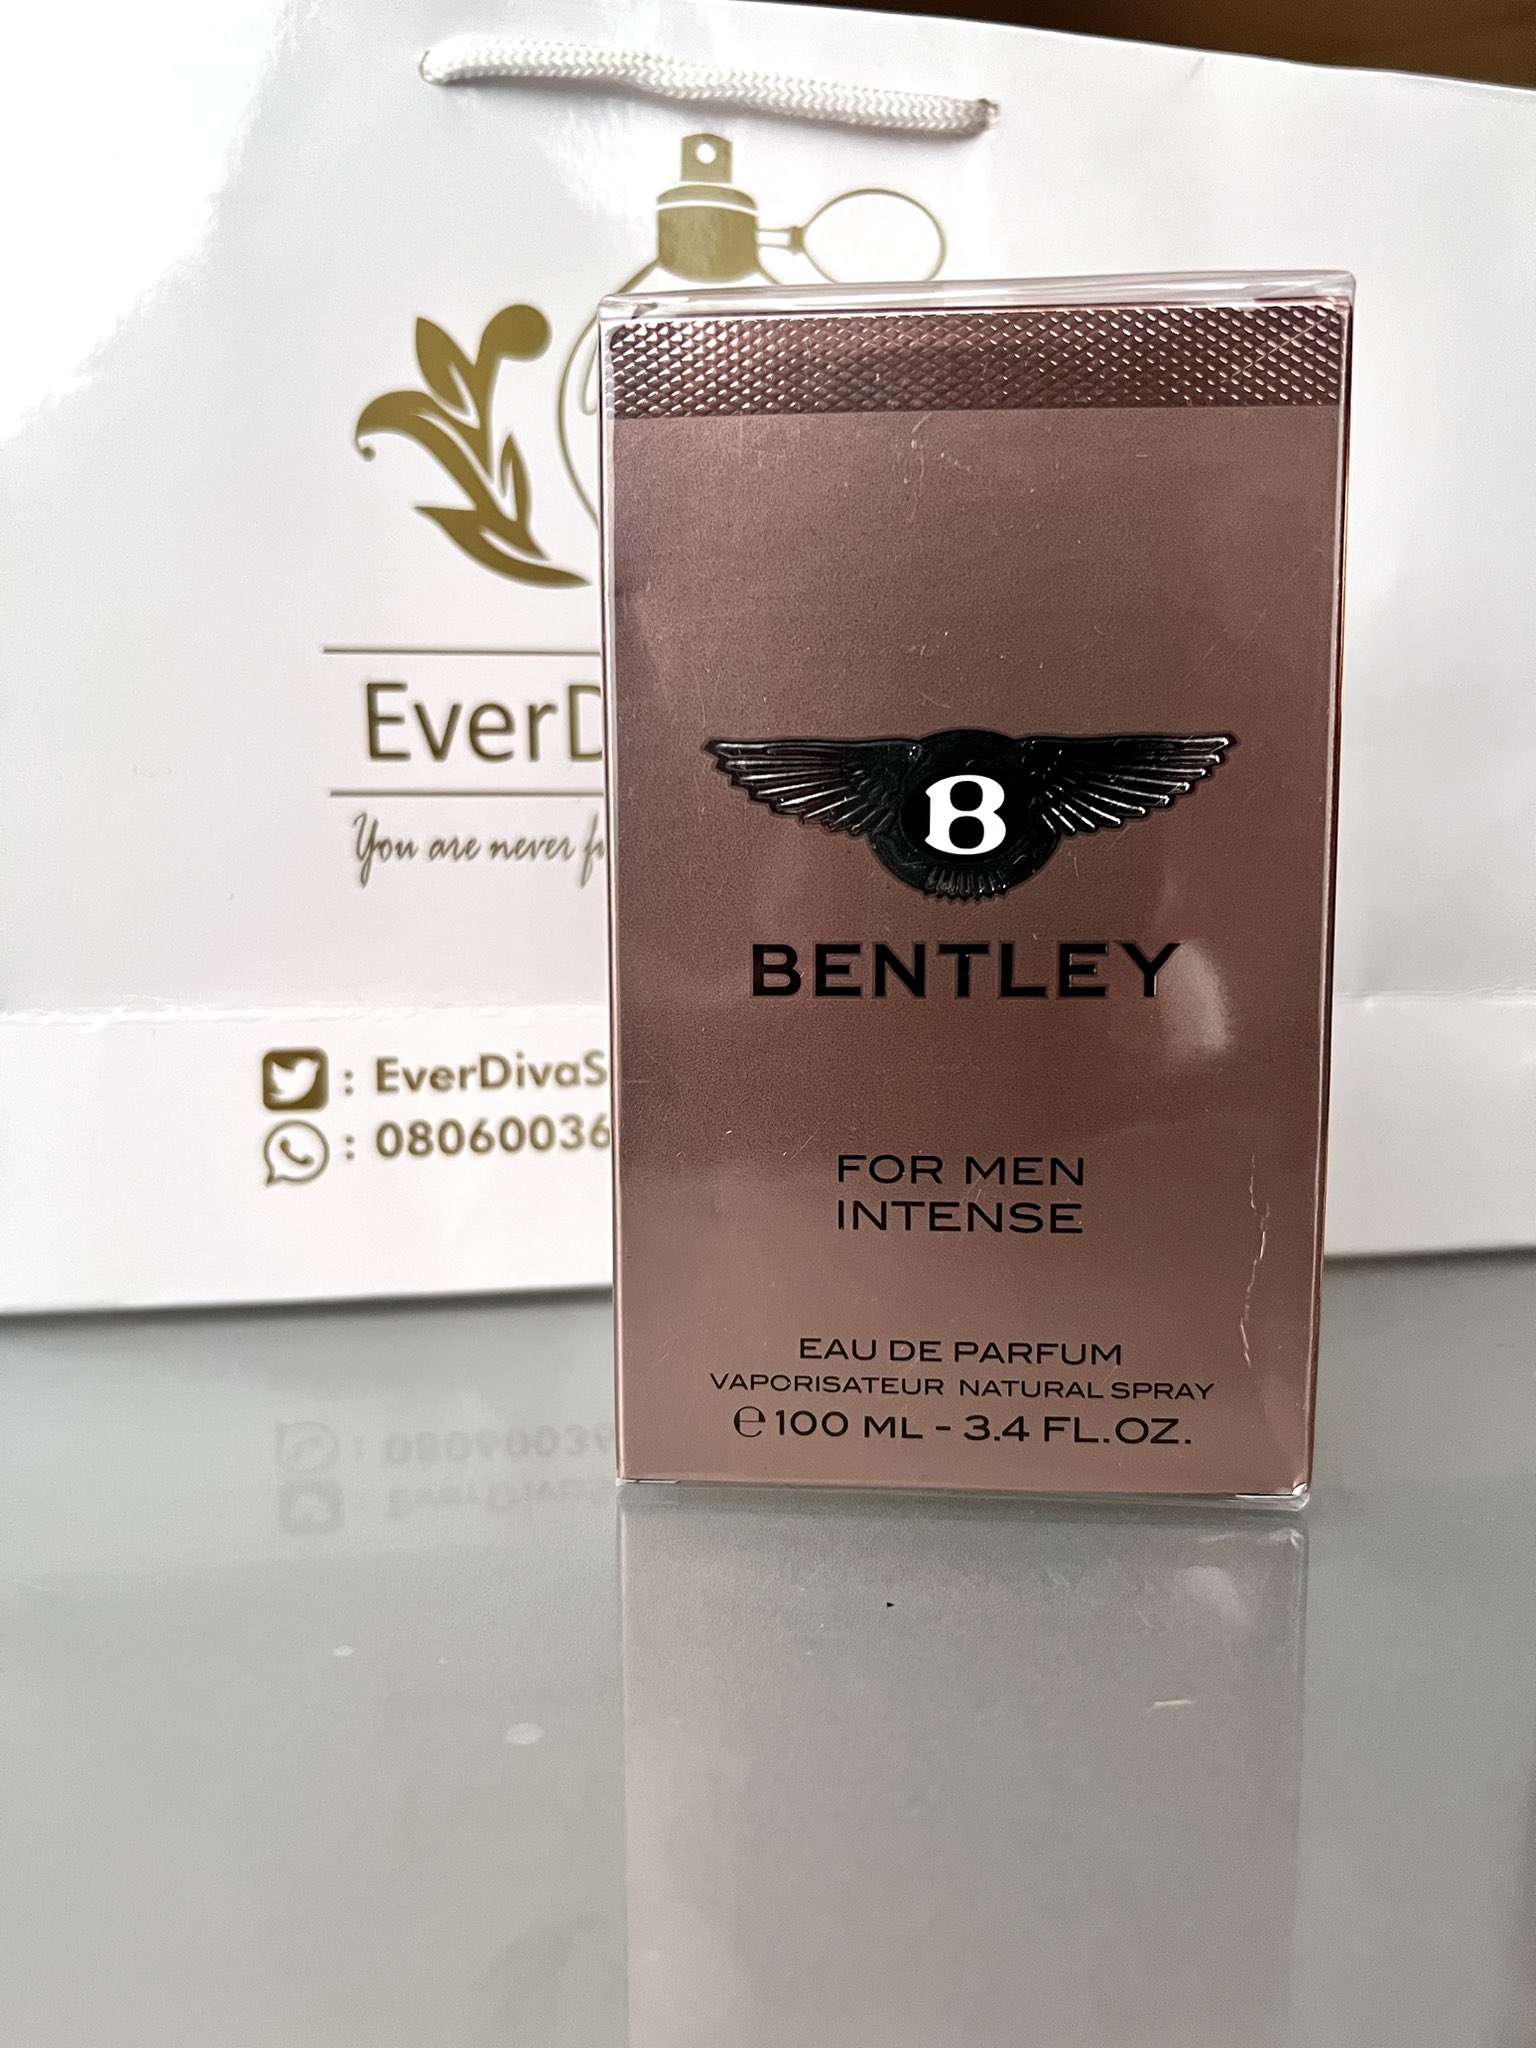 EverD
You are never
: EverDivaS
: 08060036
B
BENTLEY
FOR MEN
INTENSE
EAU DE PARFUM
VAPORISATEUR NATURAL SPRAY
℮ 100 ML - 3.4 FL.OZ.